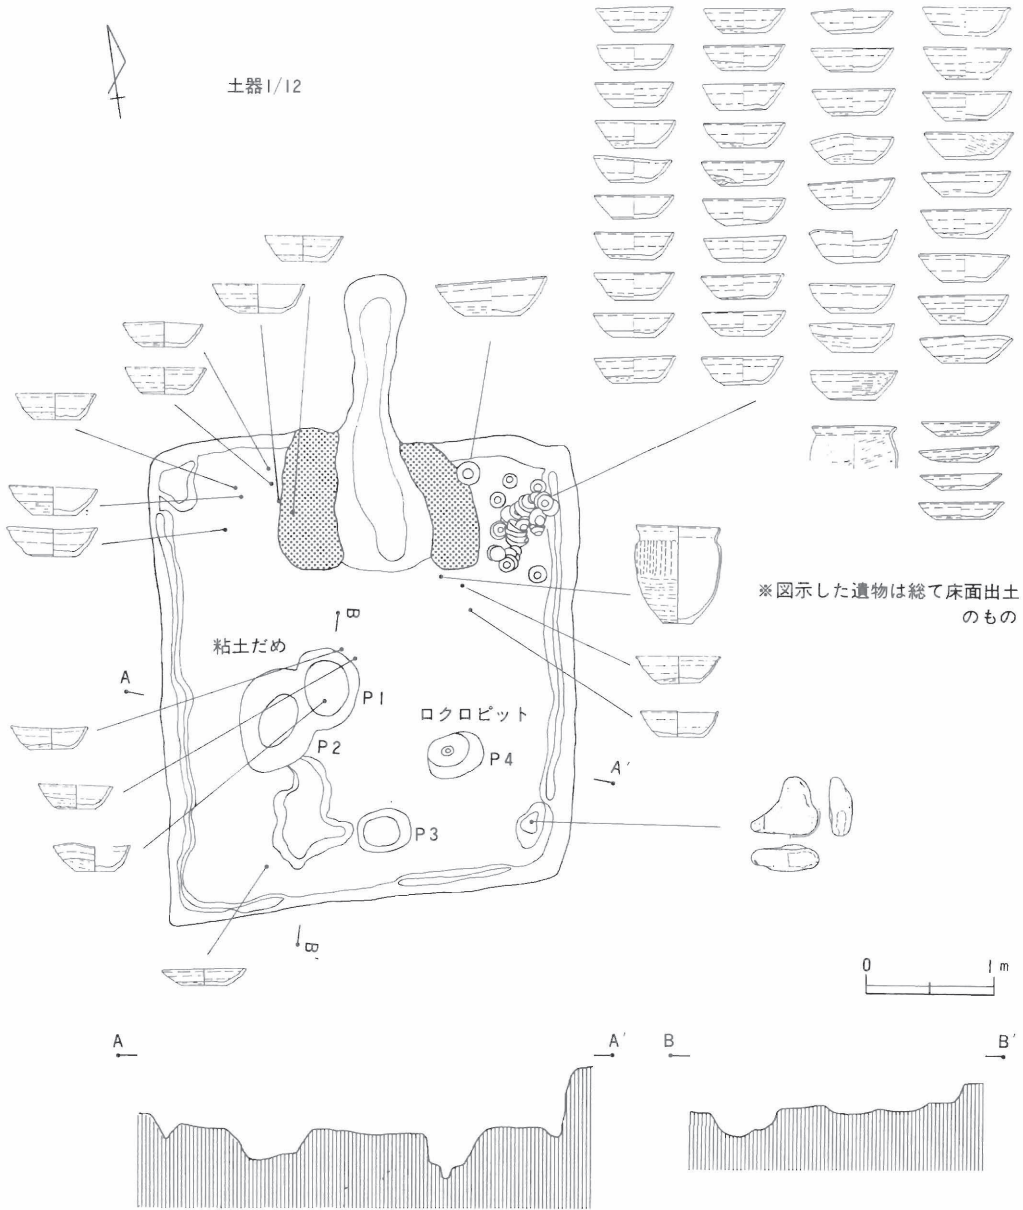 土器1/12
※図示した遺物は総て床面出土
のもの
B
粘土だめ
A
P1
ロクロピット
P2
P4
A'
P3
B'
0 1m
A A' B B'